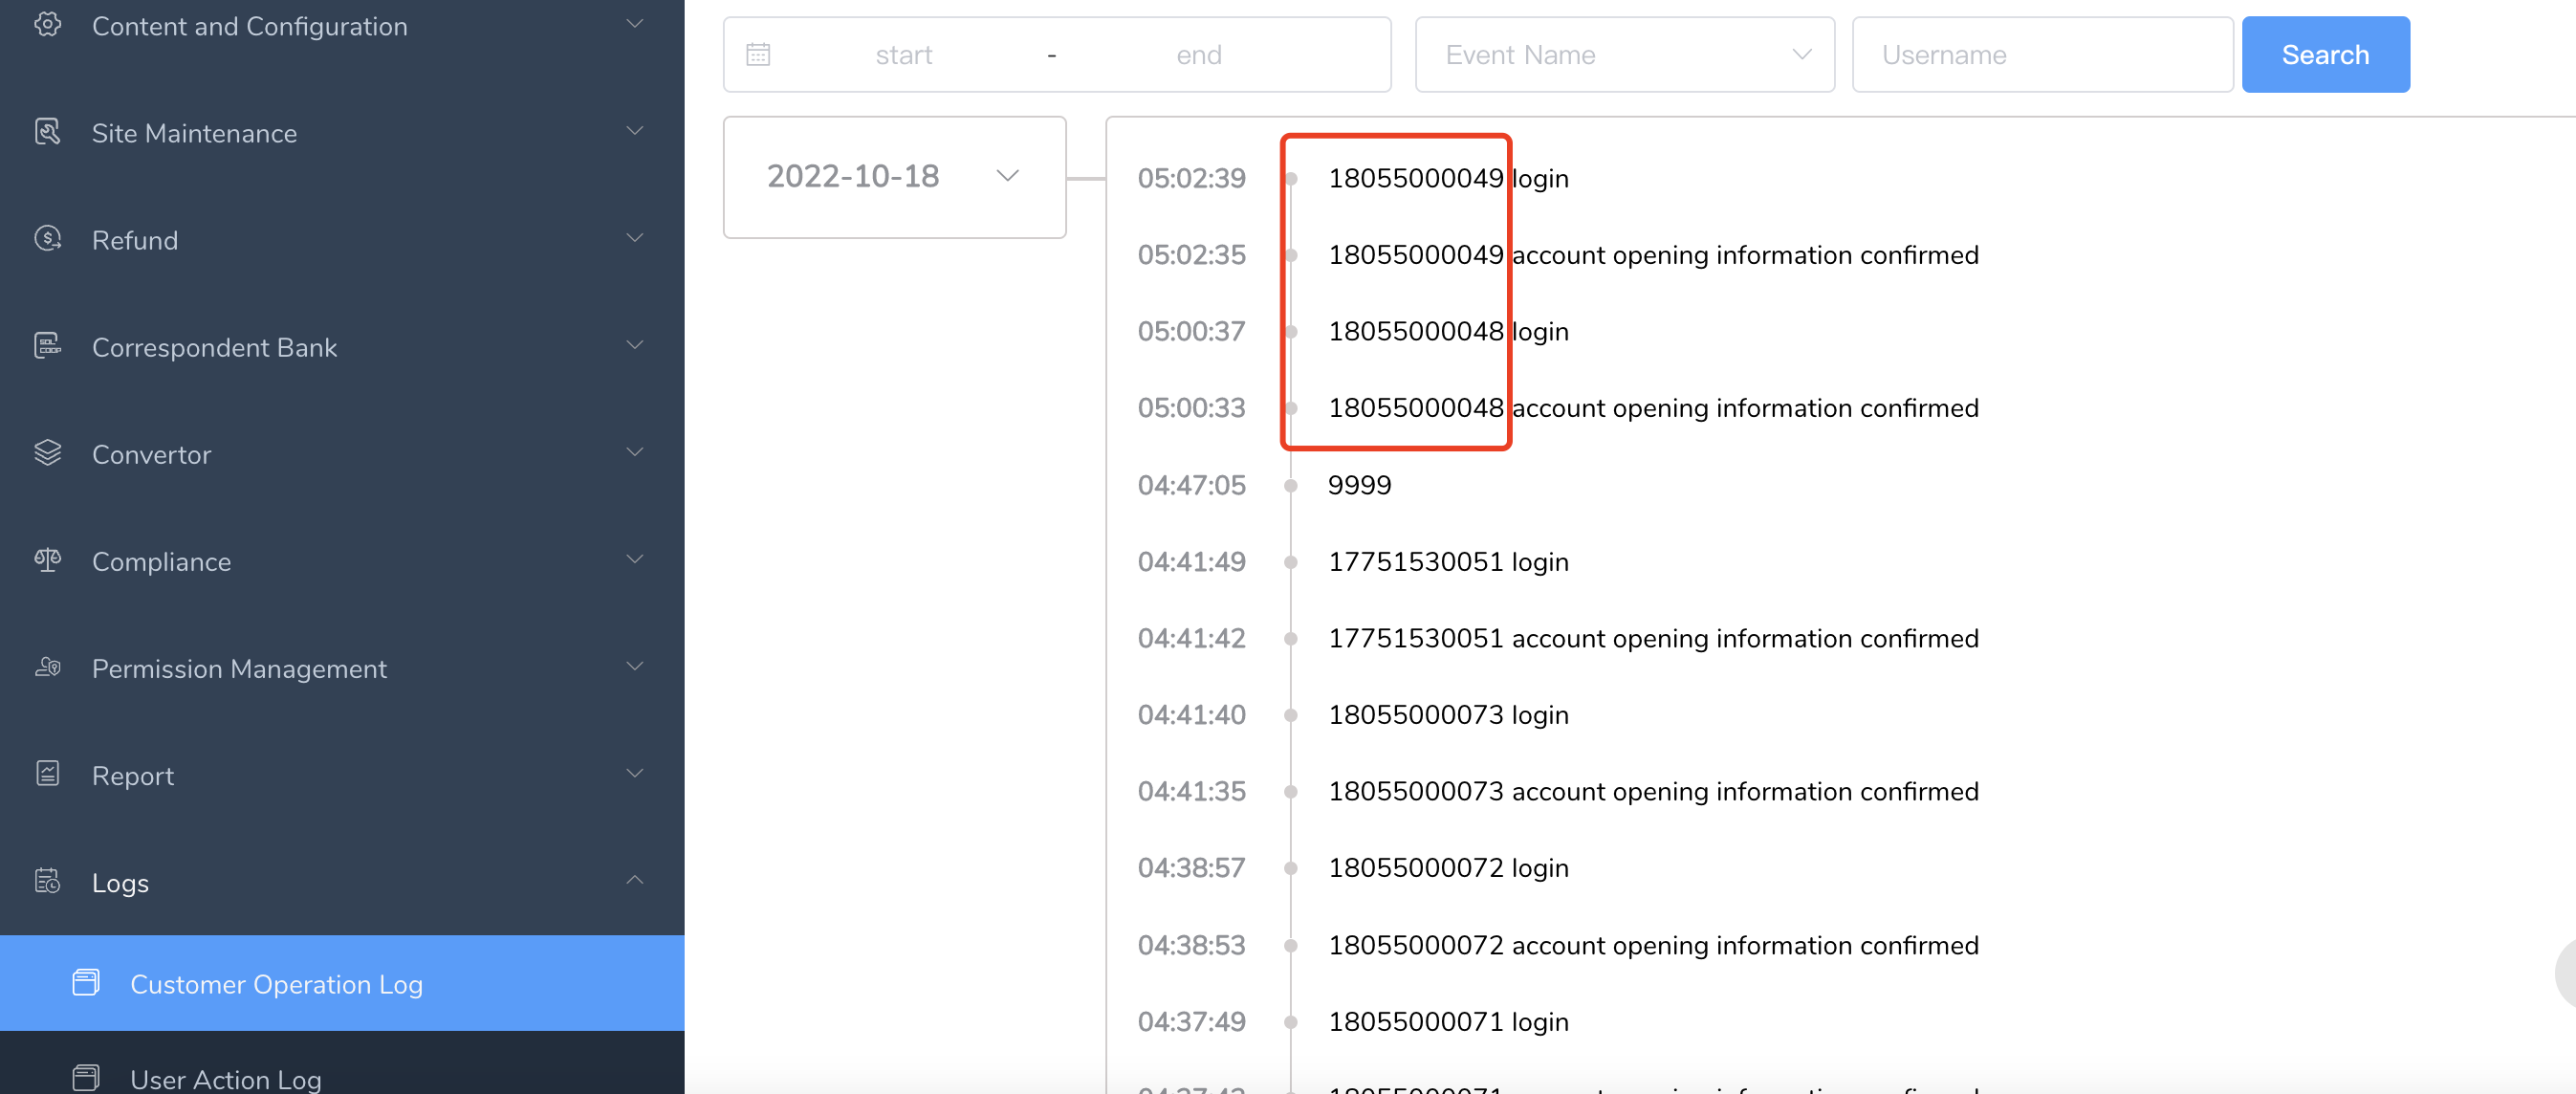 Content and Configuration
Site Maintenance
Refund
Correspondent Bank
Convertor
Compliance
Permission Management
Report
Logs
Customer Operation Log
User Action Log
start - end
Event Name
Username
Search
2022-10-18
05:02:39 18055000049 login
05:02:35 18055000049 account opening information confirmed
05:00:37 18055000048 login
05:00:33 18055000048 account opening information confirmed
04:47:05 9999
04:41:49 17751530051 login
04:41:42 17751530051 account opening information confirmed
04:41:40 18055000073 login
04:41:35 18055000073 account opening information confirmed
04:38:57 18055000072 login
04:38:53 18055000072 account opening information confirmed
04:37:49 18055000071 login
18055000071 account opening information confirmed